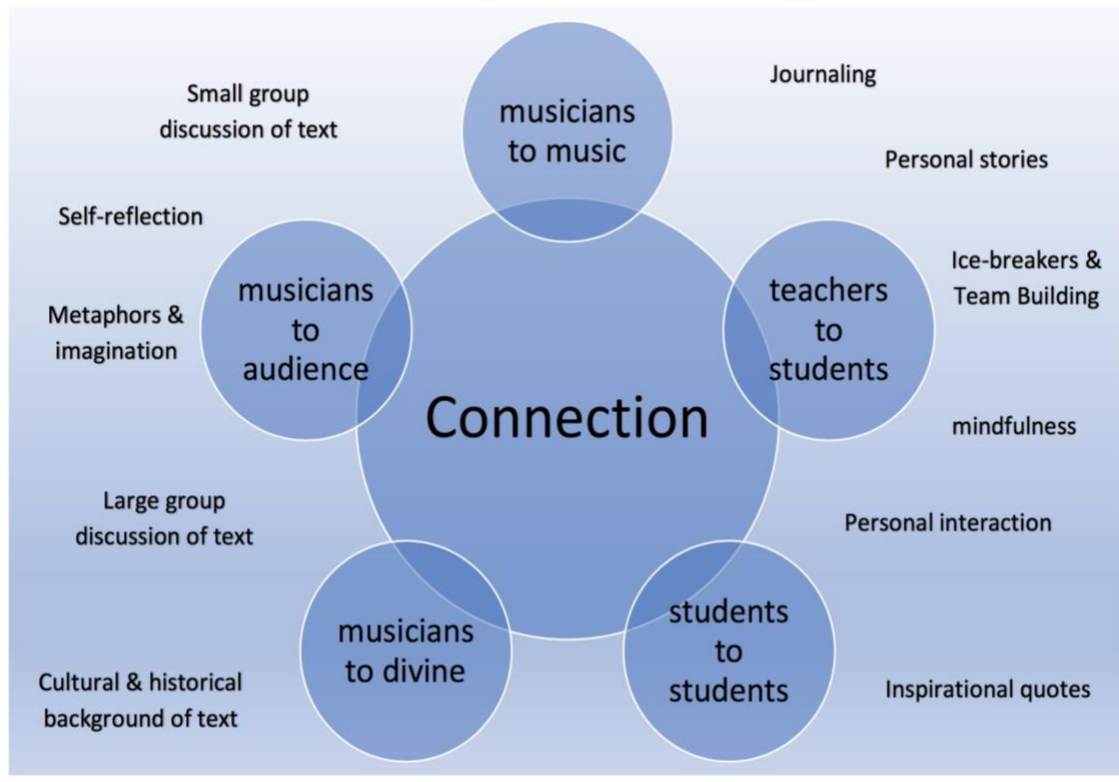 musicians
to music
Journaling
Small group
discussion of text
Personal stories
Self-reflection
musicians
to
audience
teachers
to
students
Ice-breakers &
Team Building
Metaphors &
imagination
Connection
mindfulness
Large group
discussion of text
Personal interaction
musicians
to divine
students
to
students
Cultural & historical
background of text
Inspirational quotes